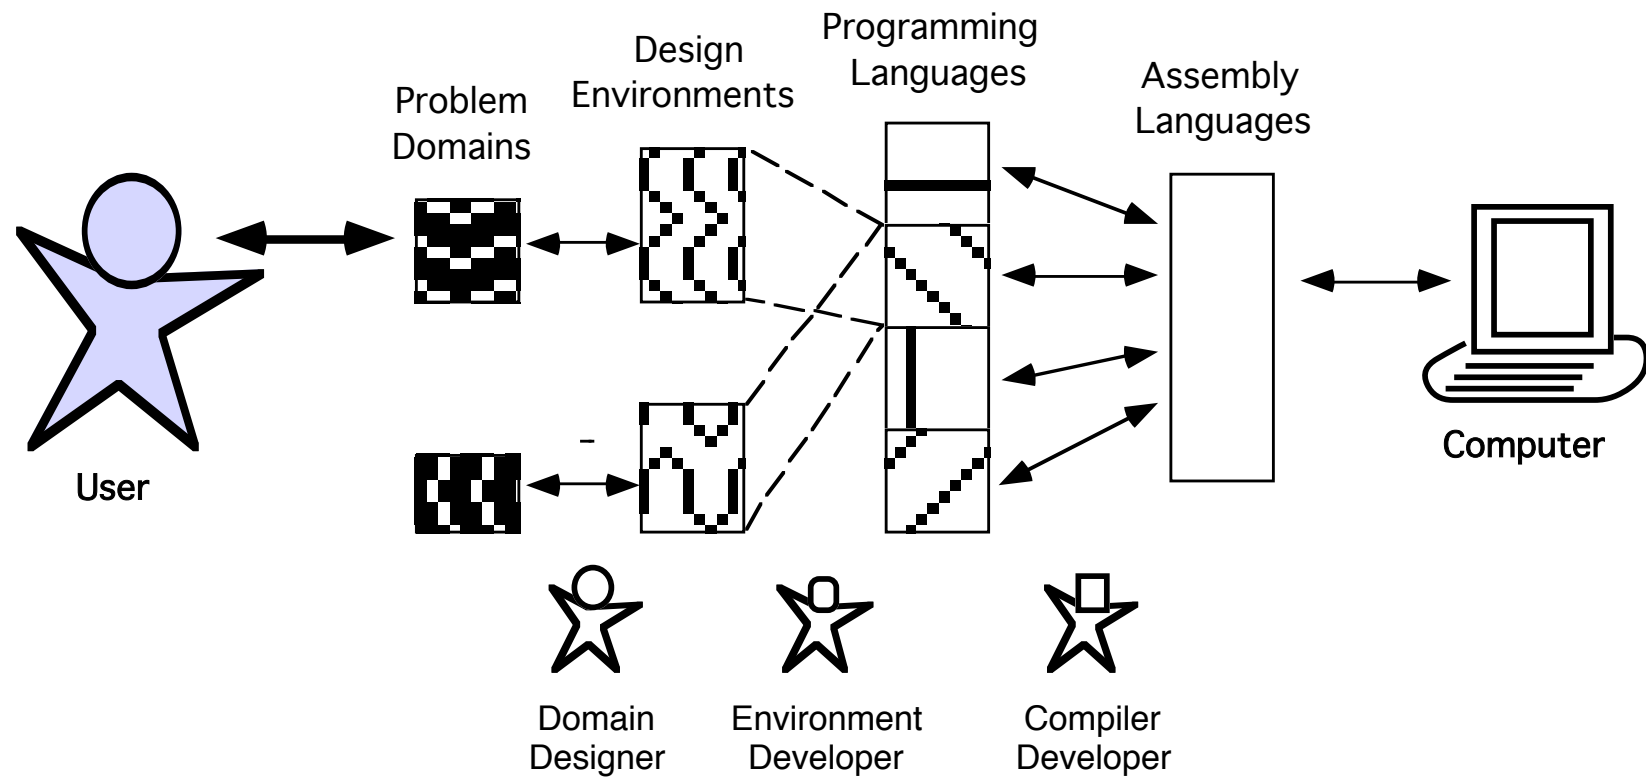 Programming
Languages
Design
Environments
Assembly
Languages
Problem
Domains
User
Computer
Domain
Designer
Environment
Developer
Compiler
Developer